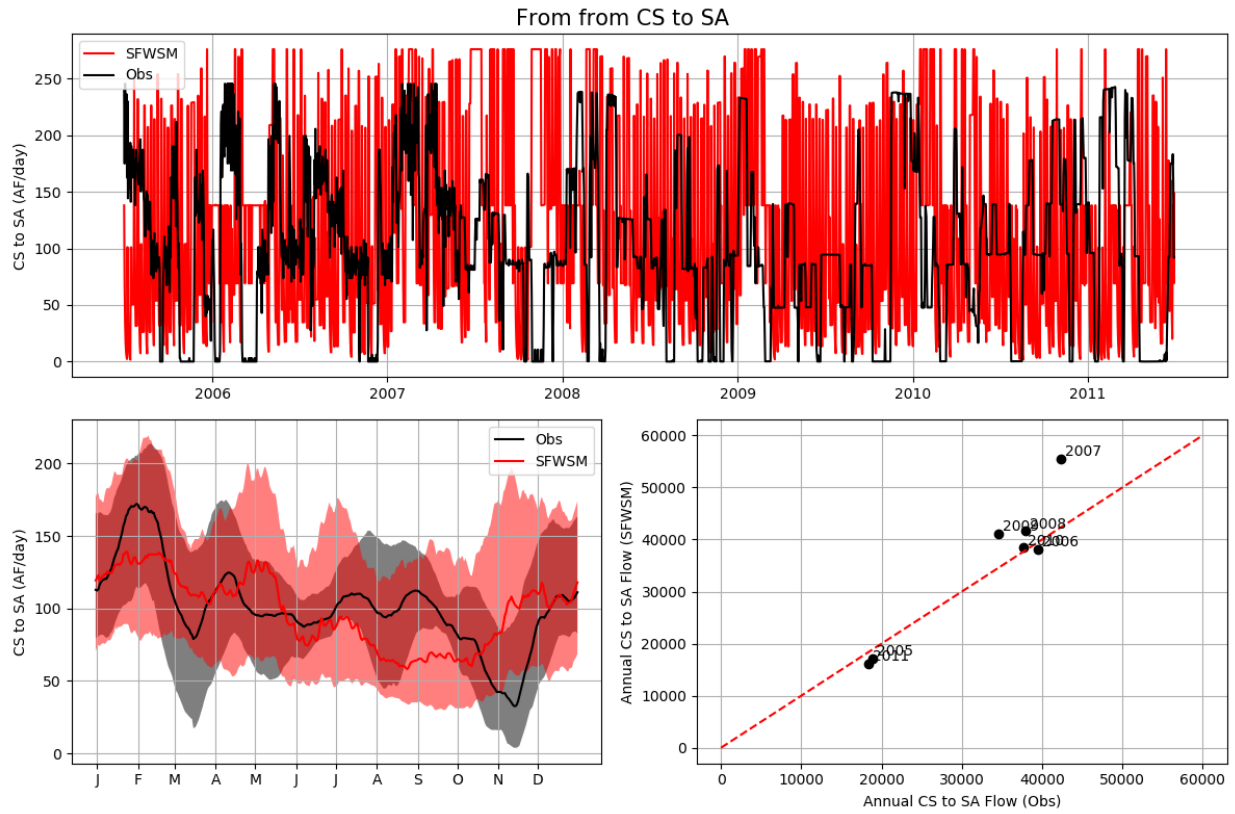 From from CS to SA
CS to SA (AF/day)
SFWSM
Obs
250
200
150
100
50
0
2006
2007
2008
2009
2010
2011
CS to SA (AF/day)
Obs
SFWSM
200
150
100
50
0
J F M A M J J A S O N D
Annual CS to SA Flow (SFWSM)
60000
50000
40000
30000
20000
10000
0
2007
2009
2008
2010
2006
2005
2011
0 10000 20000 30000 40000 50000 60000
Annual CS to SA Flow (Obs)